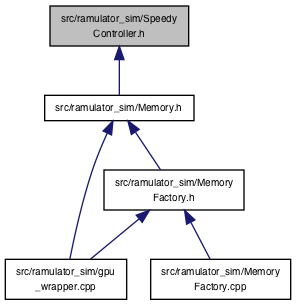 src/ramulator_sim/Speedy
Controller.h
src/ramulator_sim/Memory.h
src/ramulator_sim/Memory
Factory.h
src/ramulator_sim/gpu
_wrapper.cpp
src/ramulator_sim/Memory
Factory.cpp